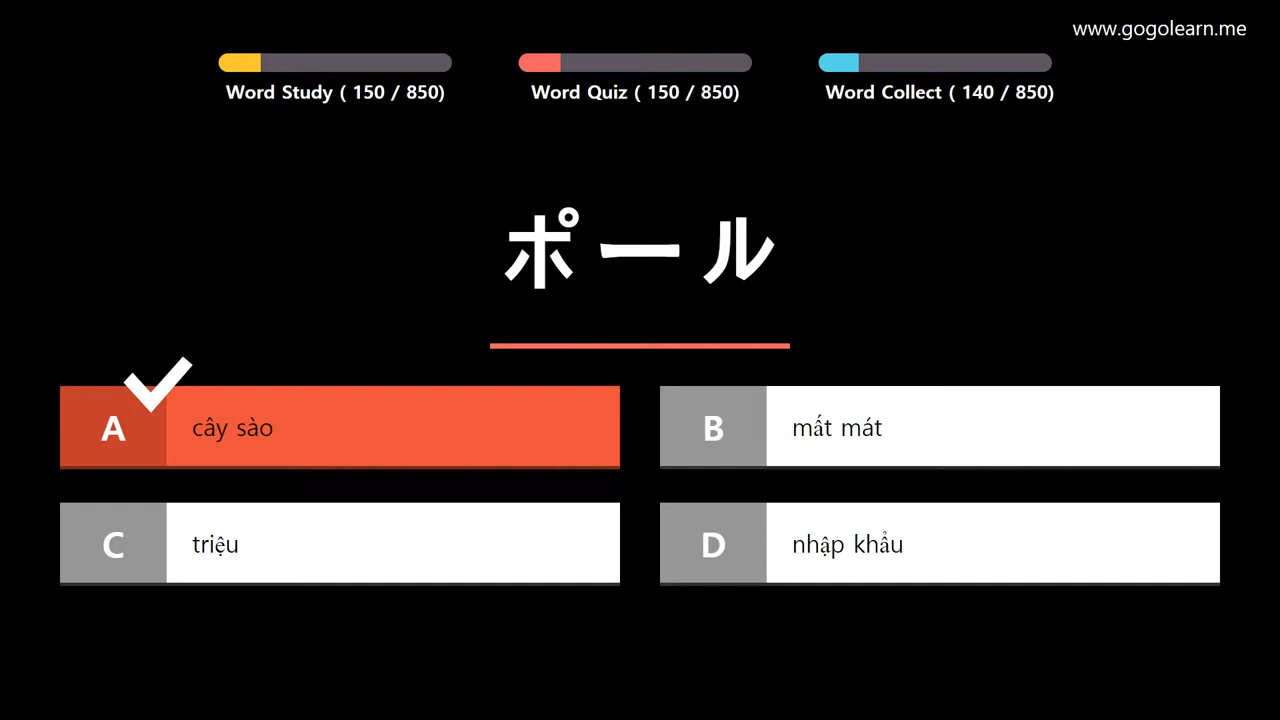 www.gogolearn.me
Word Study ( 150 / 850)
Word Quiz ( 150 / 850)
Word Collect ( 140 / 850)
ポール
A cây sào
B mất mát
C triệu
D nhập khẩu